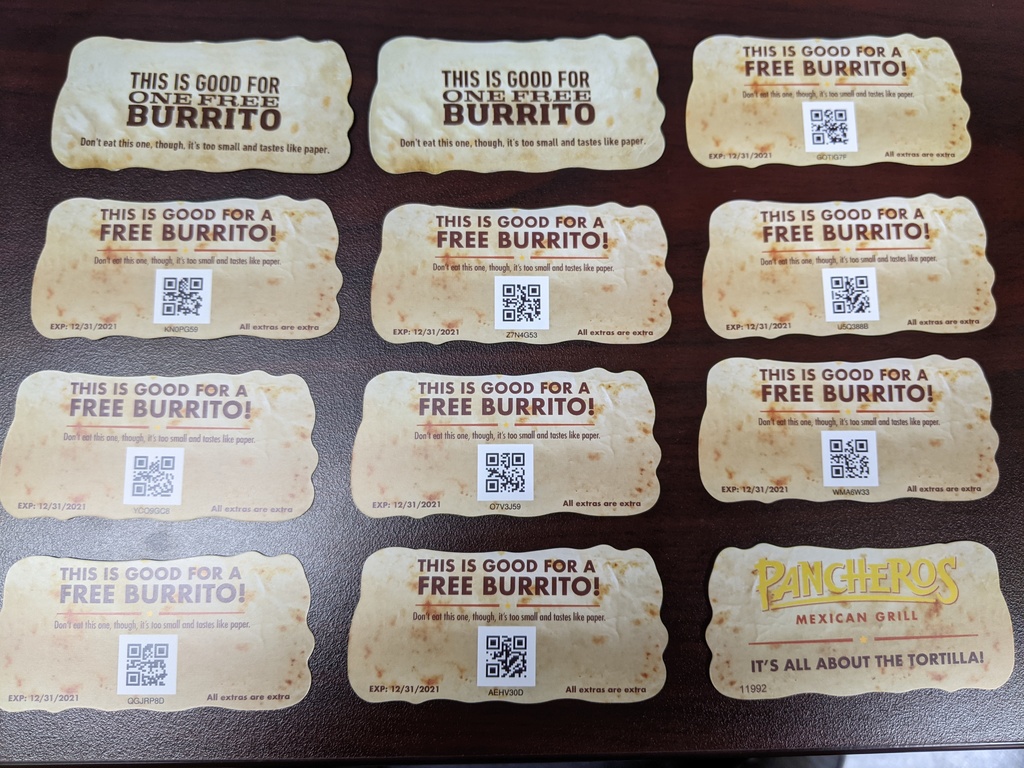 THIS IS GOOD FOR
ONE FREE
BURRITO
Don't eat this one, though, it's too small and tastes like paper.
THIS IS GOOD FOR
ONE FREE
BURRITO
Don't eat this one, though, it's too small and tastes like paper.
THIS IS GOOD FOR A
FREE BURRITO!
Don't eat this one, though, it's too small and tastes like paper.
EXP: 12/31/2021
All extras are extra
THIS IS GOOD FOR A
FREE BURRITO!
Don't eat this one, though, it's too small and tastes like paper.
EXP: 12/31/2021
KN0PG59
All extras are extra
THIS IS GOOD FOR A
FREE BURRITO!
Don't eat this one, though, it's too small and tastes like paper.
EXP: 12/31/2021
Z7N4G53
All extras are extra
THIS IS GOOD FOR A
FREE BURRITO!
Don't eat this one, though, it's too small and tastes like paper.
EXP: 12/31/2021
All extras are extra
THIS IS GOOD FOR A
FREE BURRITO!
Don't eat this one, though, it's too small and tastes like paper.
EXP: 12/31/2021
All extras are extra
THIS IS GOOD FOR A
FREE BURRITO!
Don't eat this one, though, it's too small and tastes like paper.
EXP: 12/31/2021
O7V3J59
All extras are extra
THIS IS GOOD FOR A
FREE BURRITO!
Don't eat this one, though, it's too small and tastes like paper.
EXP: 12/31/2021
WMA6W33
All extras are extra
THIS IS GOOD FOR A
FREE BURRITO!
Don't eat this one, though, it's too small and tastes like paper.
EXP: 12/31/2021
QGJRP8D
All extras are extra
THIS IS GOOD FOR A
FREE BURRITO!
Don't eat this one, though, it's too small and tastes like paper.
EXP: 12/31/2021
AEHV30D
All extras are extra
PANCHEROS
MEXICAN GRILL
IT'S ALL ABOUT THE TORTILLA!
11992